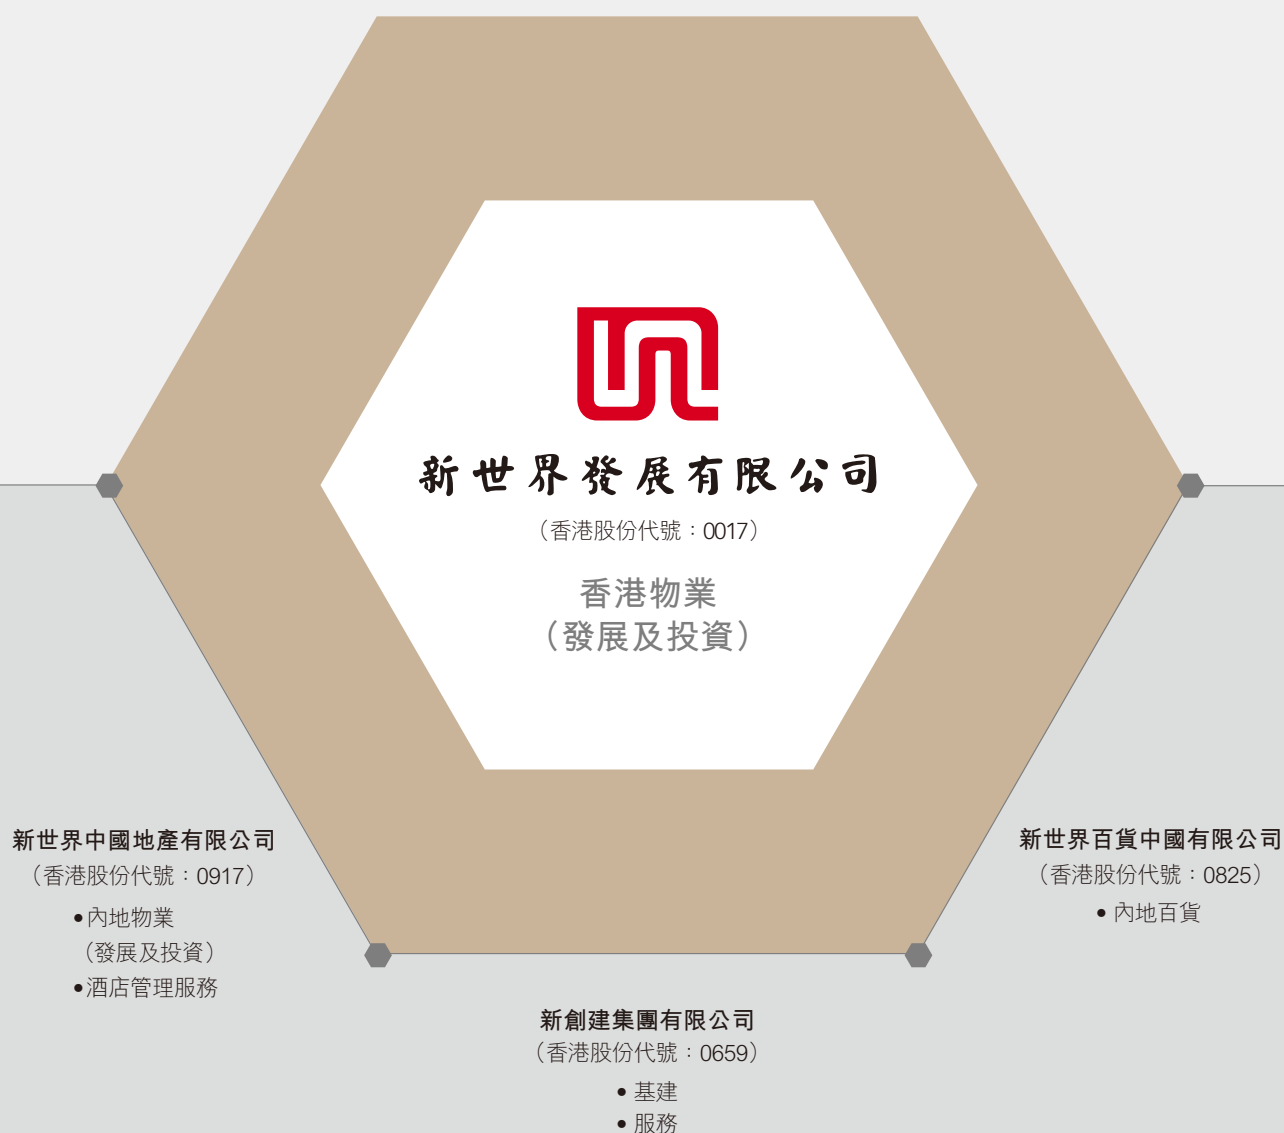 新世界發展有限公司
（香港股份代號：0017）
香港物業
（發展及投資）
新世界中國地產有限公司
（香港股份代號：0917）
•內地物業
（發展及投資）
•酒店管理服務
新創建集團有限公司
（香港股份代號：0659）
• 基建
• 服務
新世界百貨中國有限公司
（香港股份代號：0825）
• 內地百貨